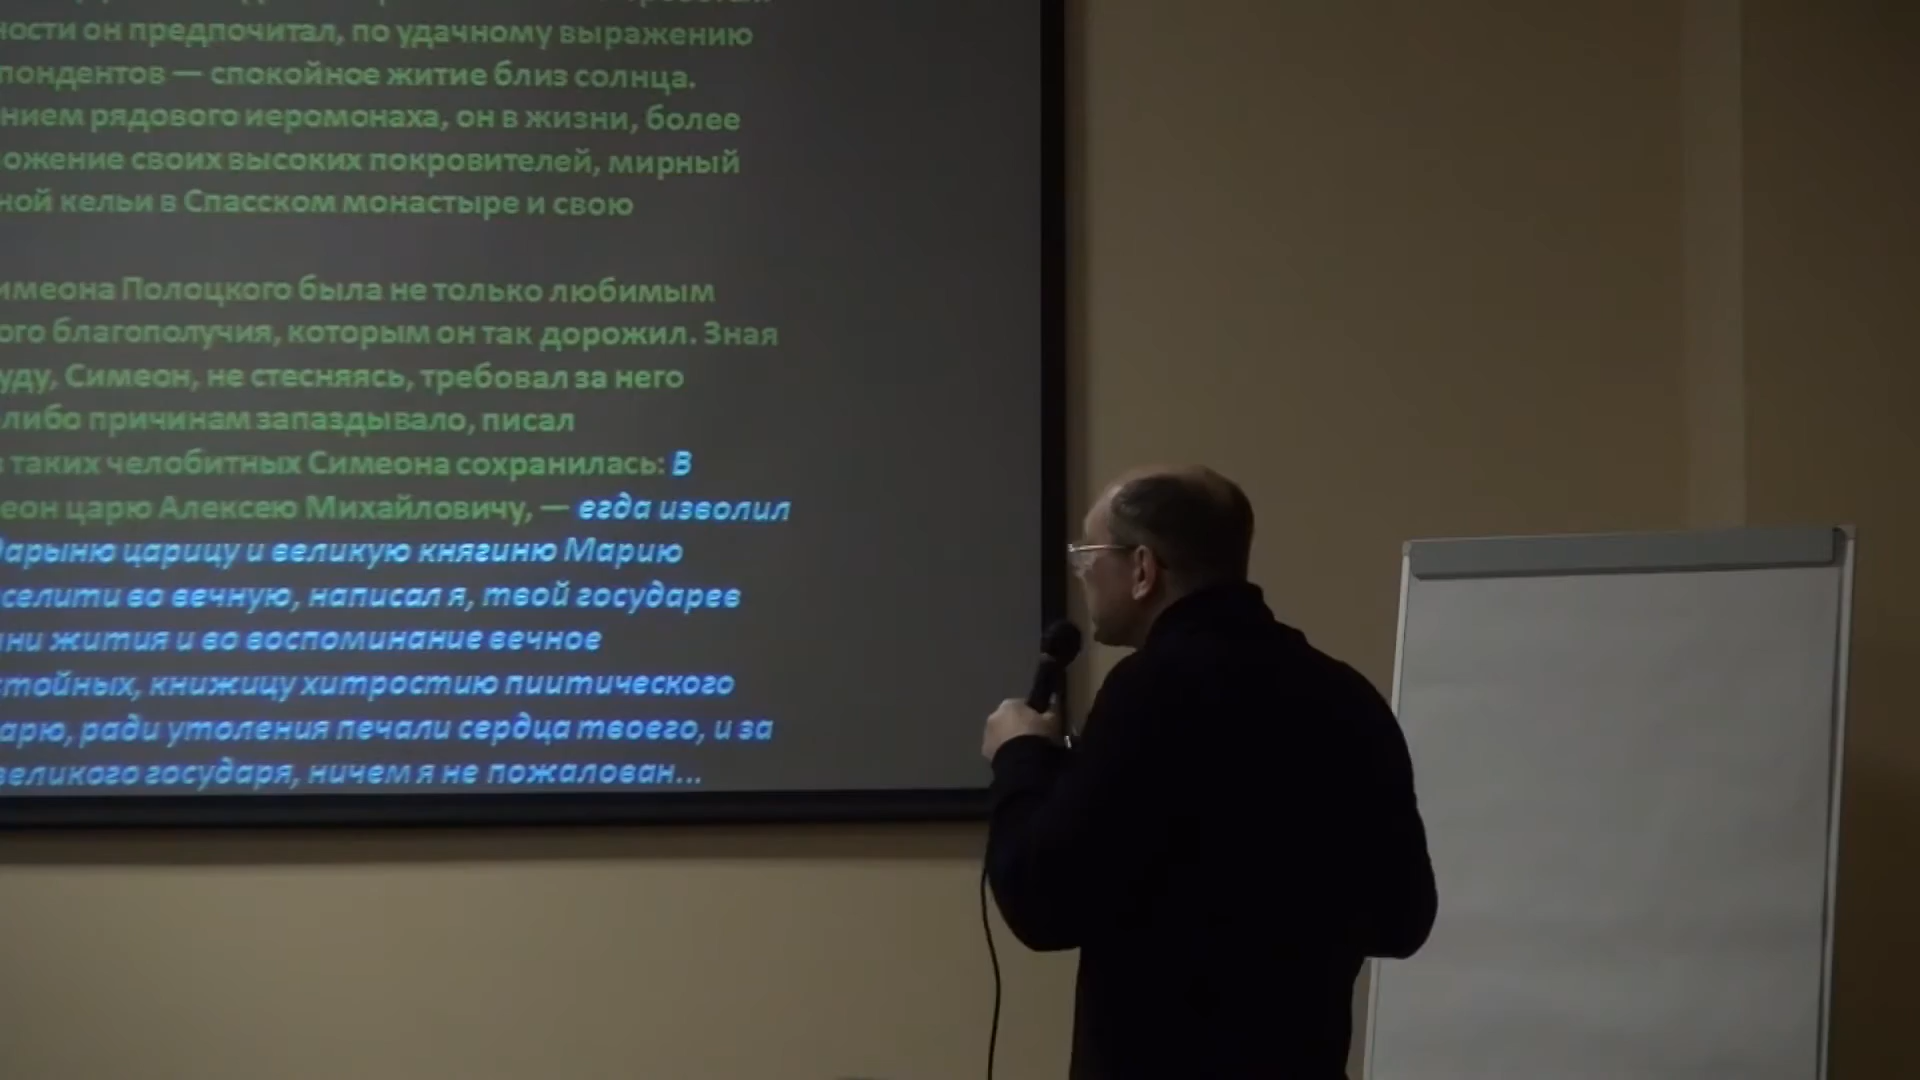 ности он предпочитал, по удачному выражению
пондентов — спокойное житие близ солнца.
нием рядового иеромонаха, он в жизни, более
ожение своих высоких покровителей, мирный
ной кельи в Спасском монастыре и свою
имеона Полоцкого была не только любимым
ого благополучия, которым он так дорожил. Зная
уду, Симеон, не стесняясь, требовал за него
либо причинам запаздывало, писал
з таких челобитных Симеона сохранилась: В
еон царю Алексею Михайловичу, — егда изволил
дарыню царицу и великую княгиню Марию
селити во вечную, написал я, твой государев
ни жития и во воспоминание вечное
стойных, книжицу хитростию пиитического
арю, ради утоления печали сердца твоего, и за
великого государя, ничем я не пожалован...